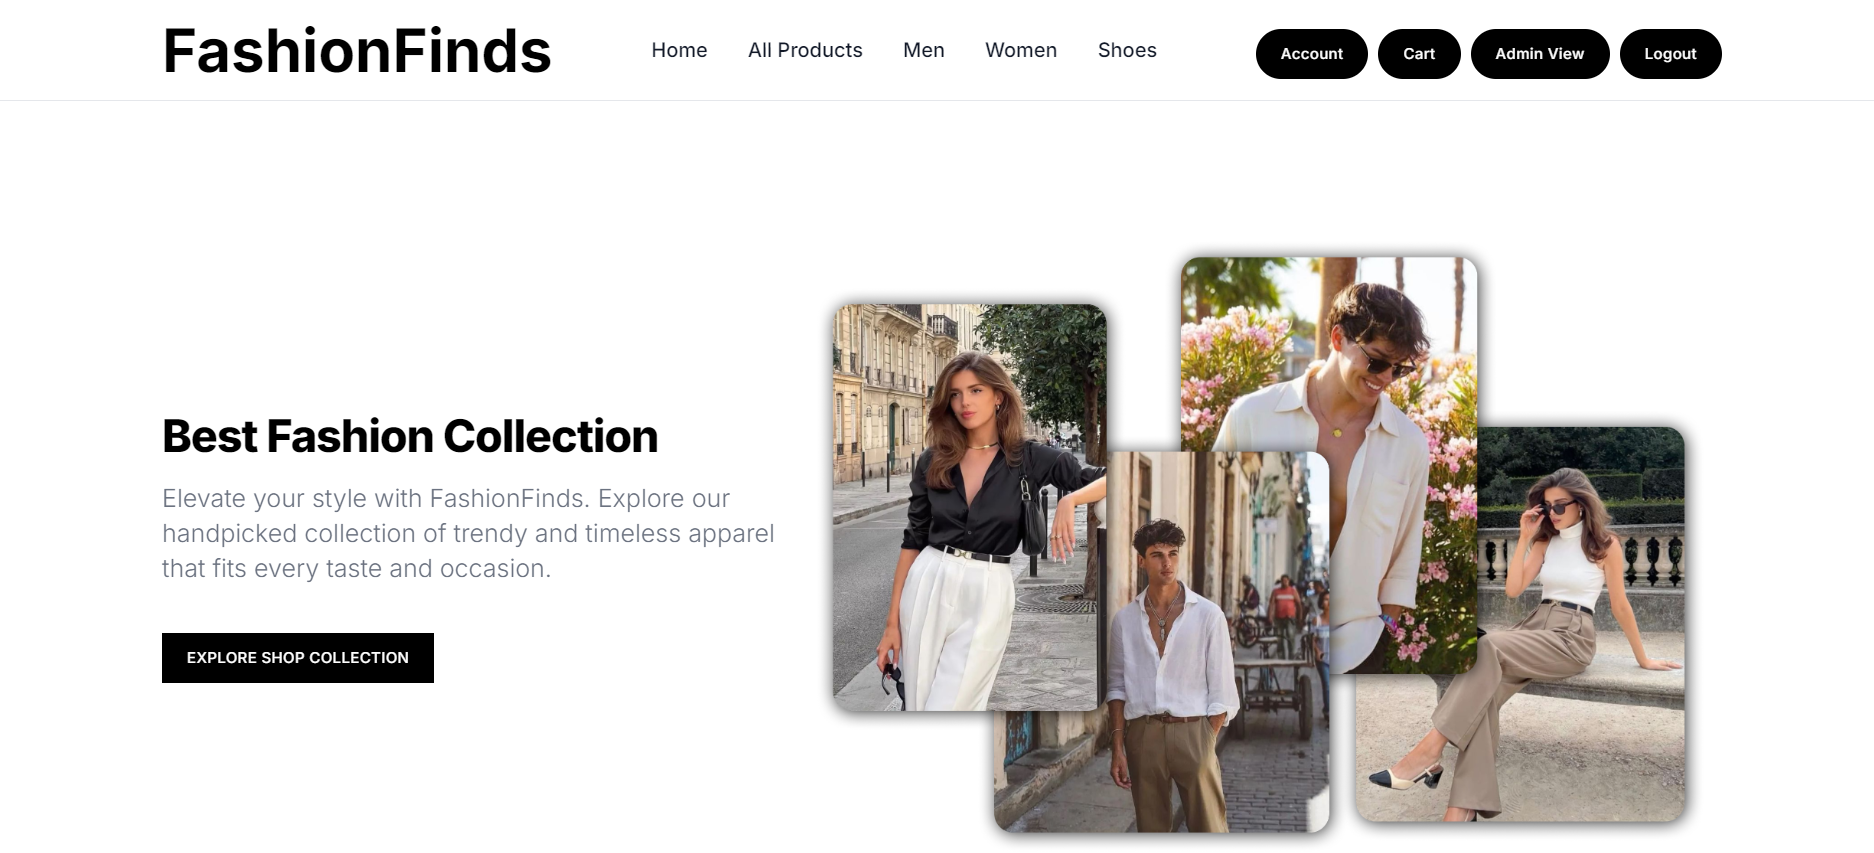 FashionFinds
Home All Products Men Women Shoes
Account Cart Admin View Logout
Best Fashion Collection
Elevate your style with FashionFinds. Explore our
handpicked collection of trendy and timeless apparel
that fits every taste and occasion.
EXPLORE SHOP COLLECTION